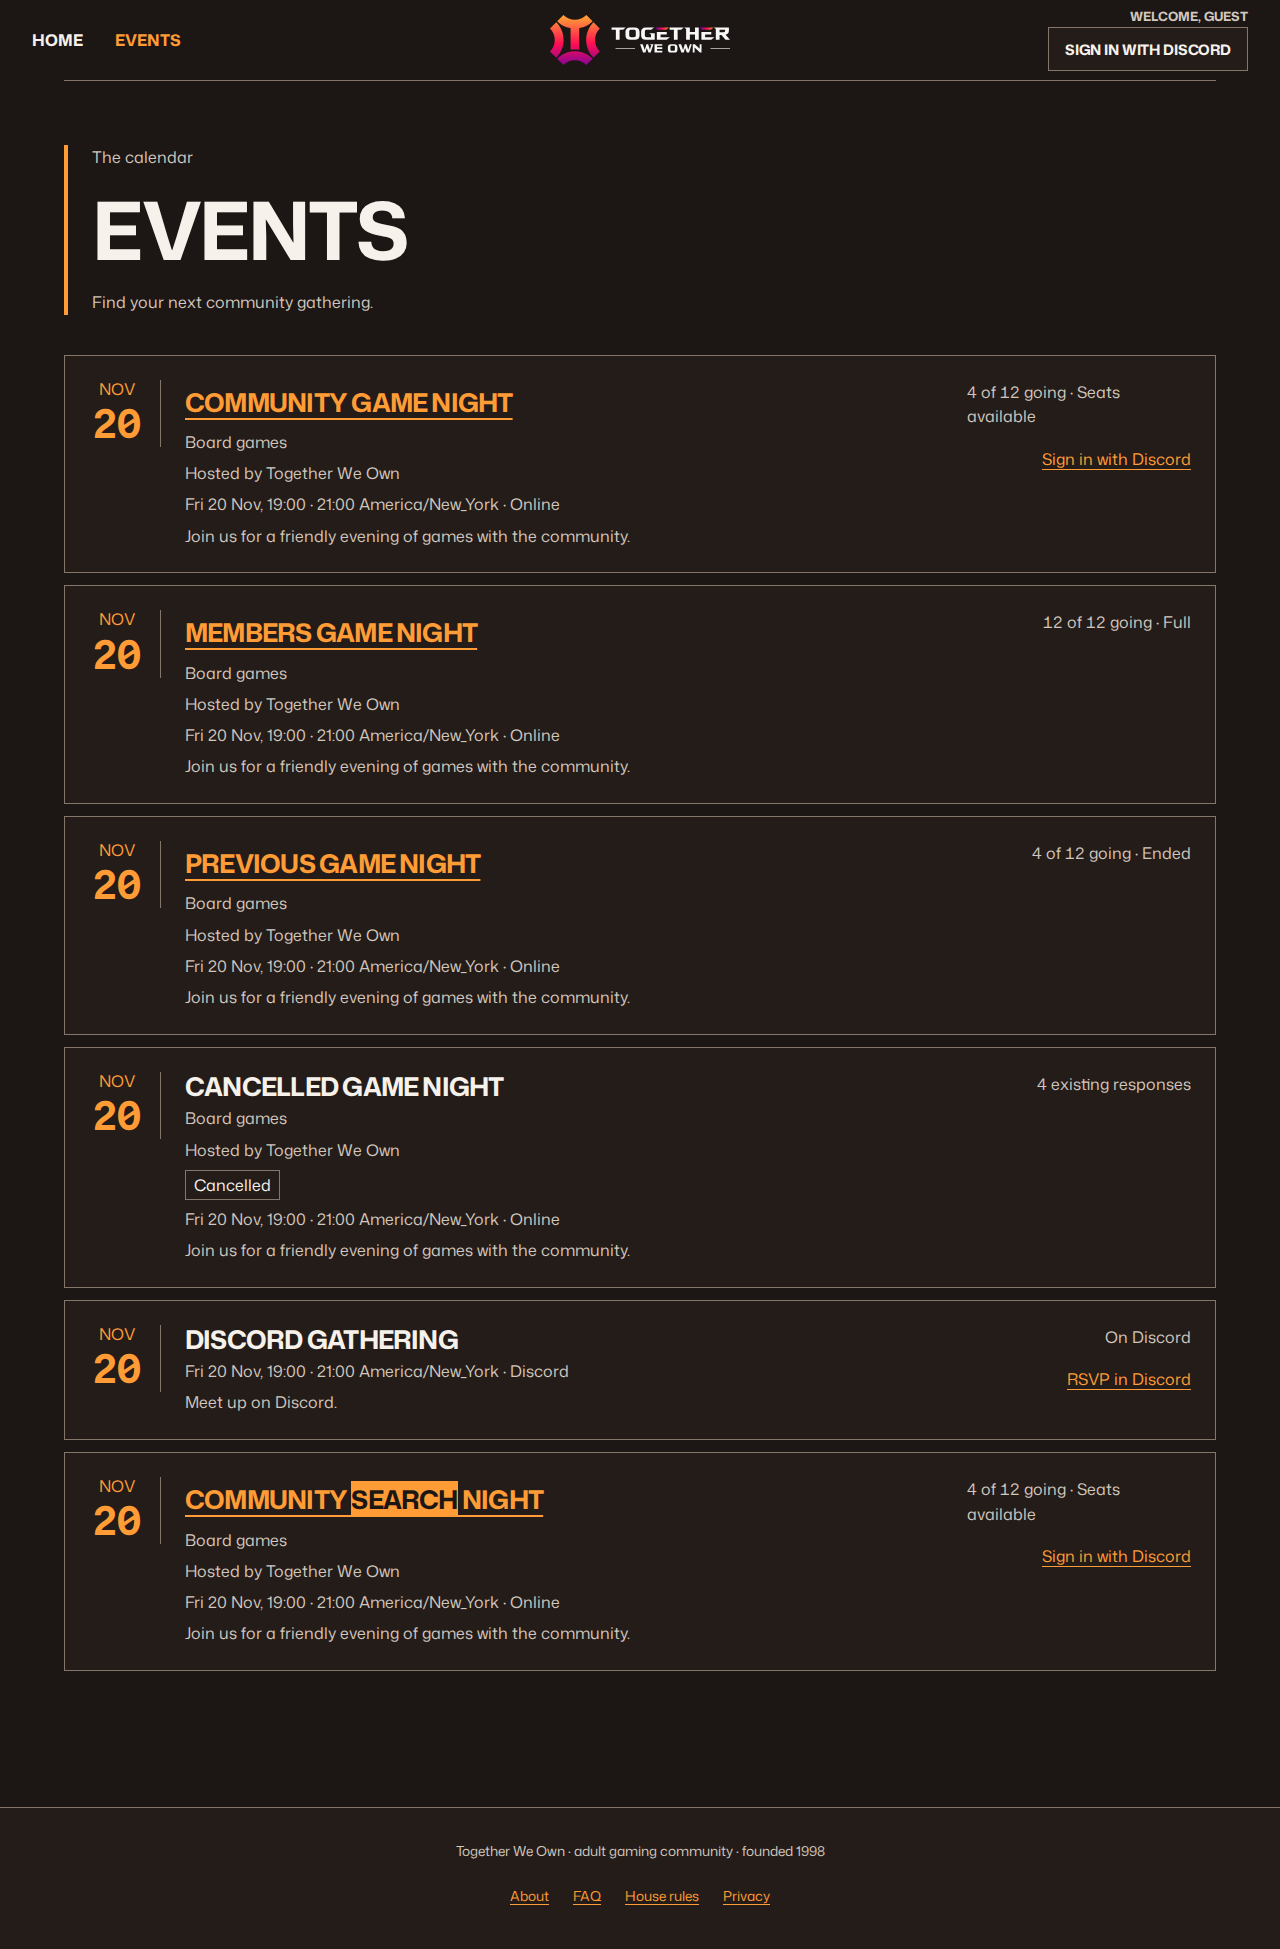 HOME
EVENTS
TOGETHER
WE OWN
WELCOME, GUEST
SIGN IN WITH DISCORD
The calendar
EVENTS
Find your next community gathering.
NOV
20
COMMUNITY GAME NIGHT
Board games
Hosted by Together We Own
Fri 20 Nov, 19:00 · 21:00 America/New_York · Online
Join us for a friendly evening of games with the community.
4 of 12 going · Seats
available
Sign in with Discord
NOV
20
MEMBERS GAME NIGHT
Board games
Hosted by Together We Own
Fri 20 Nov, 19:00 · 21:00 America/New_York · Online
Join us for a friendly evening of games with the community.
12 of 12 going · Full
NOV
20
PREVIOUS GAME NIGHT
Board games
Hosted by Together We Own
Fri 20 Nov, 19:00 · 21:00 America/New_York · Online
Join us for a friendly evening of games with the community.
4 of 12 going · Ended
NOV
20
CANCELLED GAME NIGHT
Board games
Hosted by Together We Own
Cancelled
Fri 20 Nov, 19:00 · 21:00 America/New_York · Online
Join us for a friendly evening of games with the community.
4 existing responses
NOV
20
DISCORD GATHERING
Fri 20 Nov, 19:00 · 21:00 America/New_York · Discord
Meet up on Discord.
On Discord
RSVP in Discord
NOV
20
COMMUNITY SEARCH NIGHT
Board games
Hosted by Together We Own
Fri 20 Nov, 19:00 · 21:00 America/New_York · Online
Join us for a friendly evening of games with the community.
4 of 12 going · Seats
available
Sign in with Discord
Together We Own · adult gaming community · founded 1998
About
FAQ
House rules
Privacy